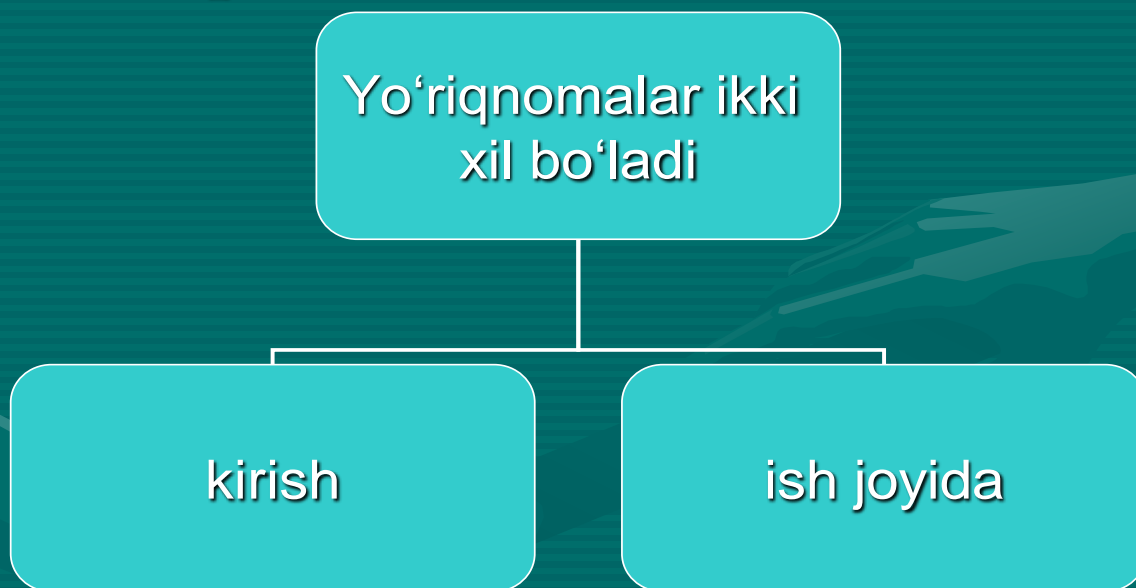 Yo‘riqnomalar ikki
xil bo‘ladi
kirish
ish joyida